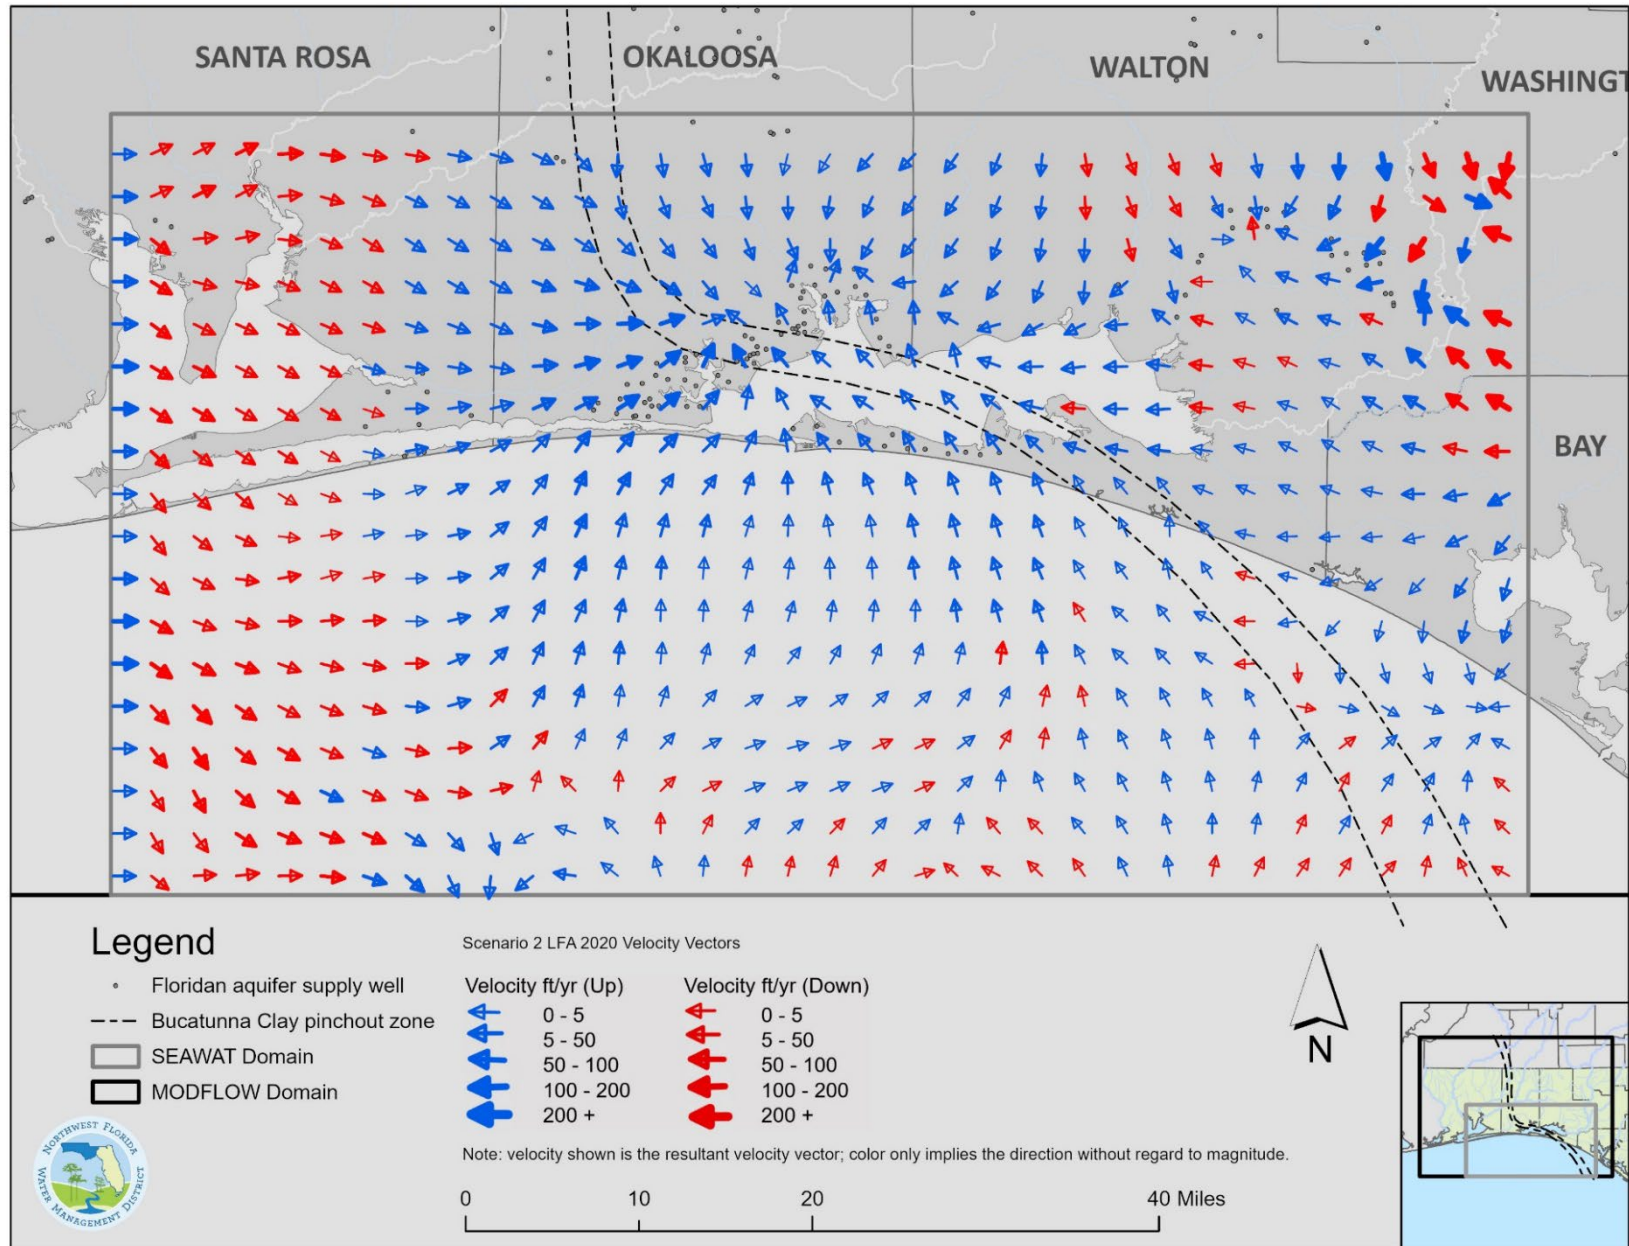 SANTA ROSA
OKALOOSA
WALTON
WASHINGT
BAY
Legend
Floridan aquifer supply well
Bucatunna Clay pinchout zone
SEAWAT Domain
MODFLOW Domain
Scenario 2 LFA 2020 Velocity Vectors
Velocity ft/yr (Up)
0 - 5
5 - 50
50 - 100
100 - 200
200 +
Velocity ft/yr (Down)
0 - 5
5 - 50
50 - 100
100 - 200
200 +
Note: velocity shown is the resultant velocity vector; color only implies the direction without regard to magnitude.
0 10 20 40 Miles
N
NORTHWEST FLORIDA
WATER MANAGEMENT DISTRICT